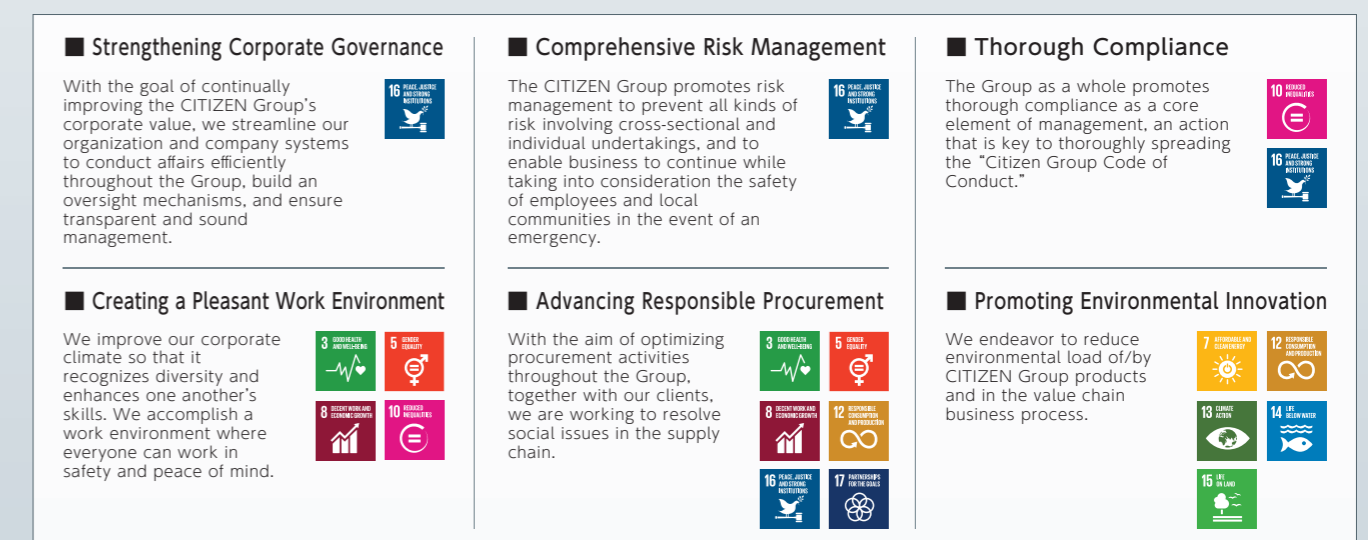 ■ Strengthening Corporate Governance
With the goal of continually
improving the CITIZEN Group's
corporate value, we streamline our
organization and company systems
to conduct affairs efficiently
throughout the Group, build an
oversight mechanisms, and ensure
transparent and sound
management.
16 PEACE, JUSTICE
AND STRONG
INSTITUTIONS
■ Comprehensive Risk Management
The CITIZEN Group promotes risk
management to prevent all kinds of
risk involving cross-sectional and
individual undertakings, and to
enable business to continue while
taking into consideration the safety
of employees and local
communities in the event of an
emergency.
16 PEACE, JUSTICE
AND STRONG
INSTITUTIONS
■ Thorough Compliance
The Group as a whole promotes
thorough compliance as a core
element of management, an action
that is key to thoroughly spreading
the “Citizen Group Code of
Conduct.”
10 REDUCED
INEQUALITIES
16 PEACE, JUSTICE
AND STRONG
INSTITUTIONS
■ Creating a Pleasant Work Environment
We improve our corporate
climate so that it
recognizes diversity and
enhances one another's
skills. We accomplish a
work environment where
everyone can work in
safety and peace of mind.
3 GOOD HEALTH
AND WELL-BEING
5 GENDER
EQUALITY
8 DECENT WORK AND
ECONOMIC GROWTH
10 REDUCED
INEQUALITIES
■ Advancing Responsible Procurement
With the aim of optimizing
procurement activities
throughout the Group,
together with our clients,
we are working to resolve
social issues in the supply
chain.
3 GOOD HEALTH
AND WELL-BEING
5 GENDER
EQUALITY
8 DECENT WORK AND
ECONOMIC GROWTH
12 RESPONSIBLE
CONSUMPTION
AND PRODUCTION
16 PEACE, JUSTICE
AND STRONG
INSTITUTIONS
17 PARTNERSHIPS
FOR THE GOALS
■ Promoting Environmental Innovation
We endeavor to reduce
environmental load of/by
CITIZEN Group products
and in the value chain
business process.
7 AFFORDABLE AND
CLEAN ENERGY
12 RESPONSIBLE
CONSUMPTION
AND PRODUCTION
13 CLIMATE
ACTION
14 LIFE
BELOW WATER
15 LIFE
ON LAND